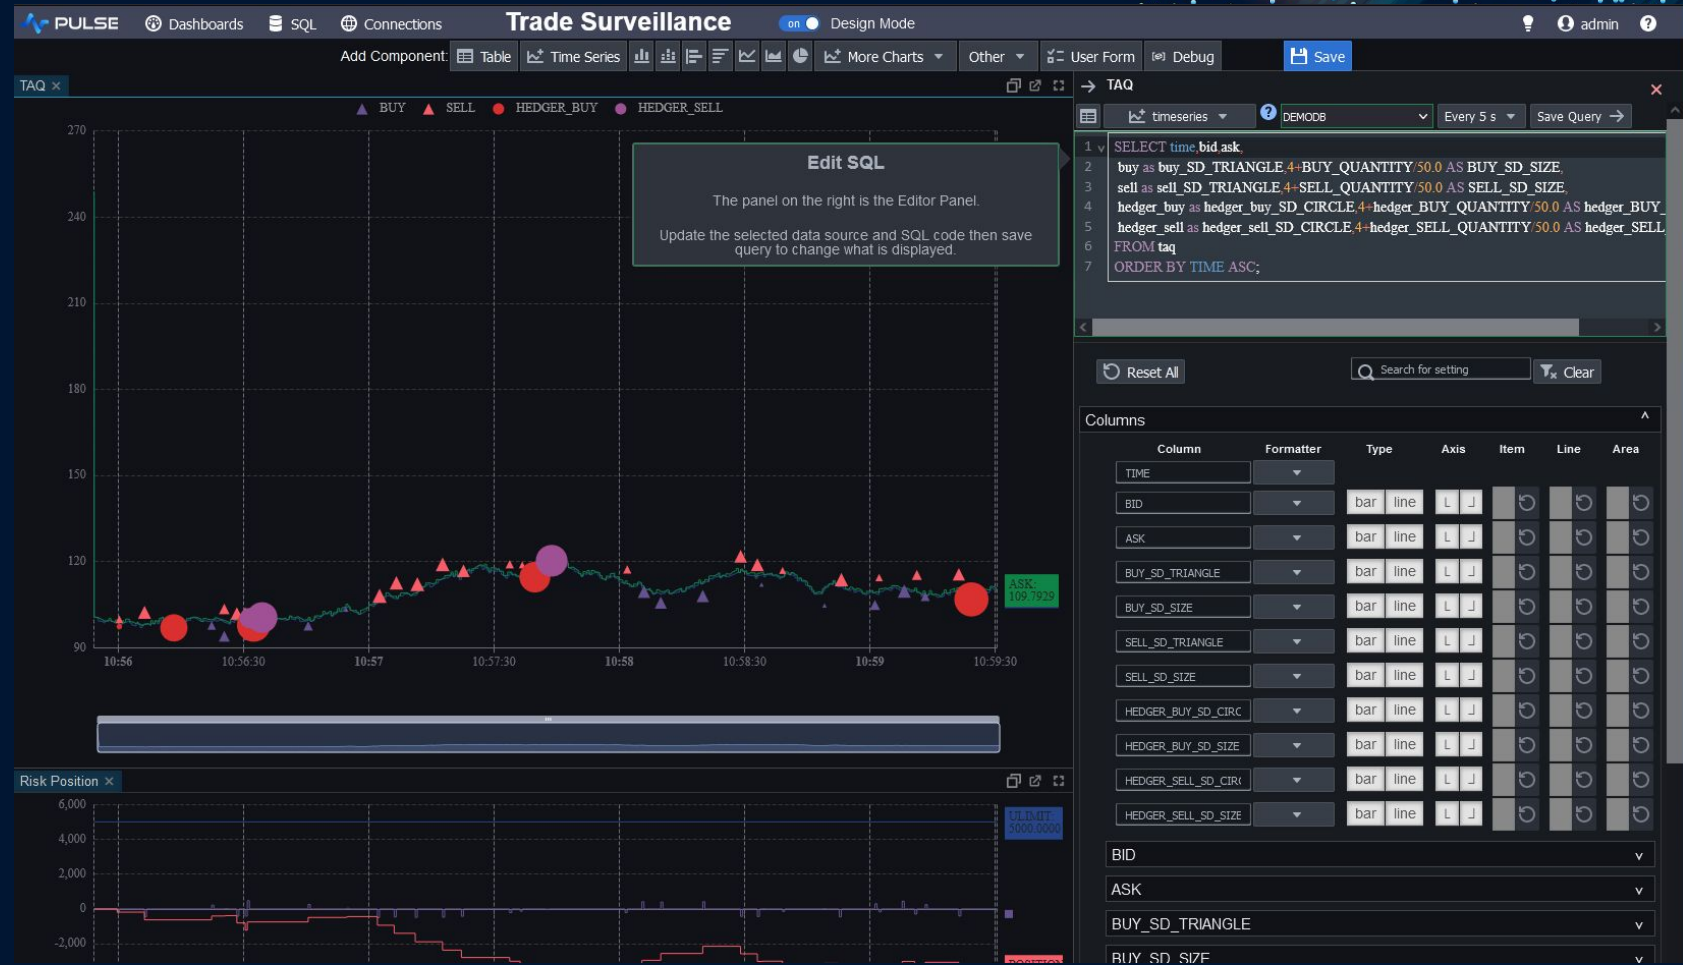 PULSE Dashboards SQL Connections Trade Surveillance on Design Mode admin ?
Add Component: Table Time Series More Charts Other User Form Debug Save
TAQ ×
BUY SELL HEDGER_BUY HEDGER_SELL
270
240
210
180
150
120
90
10:56 10:56:30 10:57 10:57:30 10:58 10:58:30 10:59 10:59:30
ASK:
109.7929
Edit SQL
The panel on the right is the Editor Panel.
Update the selected data source and SQL code then save
query to change what is displayed.
Risk Position ×
6,000
4,000
2,000
0
-2,000
ULIMIT:
5000.0000
POSITION
TAQ
timeseries ? DEMODB Every 5 s Save Query
1 SELECT time,bid,ask,
2 buy as buy_SD_TRIANGLE,4+BUY_QUANTITY/50.0 AS BUY_SD_SIZE,
3 sell as sell_SD_TRIANGLE,4+SELL_QUANTITY/50.0 AS SELL_SD_SIZE,
4 hedger_buy as hedger_buy_SD_CIRCLE,4+hedger_BUY_QUANTITY/50.0 AS hedger_BUY_
5 hedger_sell as hedger_sell_SD_CIRCLE,4+hedger_SELL_QUANTITY/50.0 AS hedger_SELL_
6 FROM taq
7 ORDER BY TIME ASC;
Reset All Search for setting Clear
Columns
Column Formatter Type Axis Item Line Area
TIME
BID bar line
ASK bar line
BUY_SD_TRIANGLE bar line
BUY_SD_SIZE bar line
SELL_SD_TRIANGLE bar line
SELL_SD_SIZE bar line
HEDGER_BUY_SD_CIRC bar line
HEDGER_BUY_SD_SIZE bar line
HEDGER_SELL_SD_CIR( bar line
HEDGER_SELL_SD_SIZE bar line
BID
ASK
BUY_SD_TRIANGLE
BUY_SD_SIZE